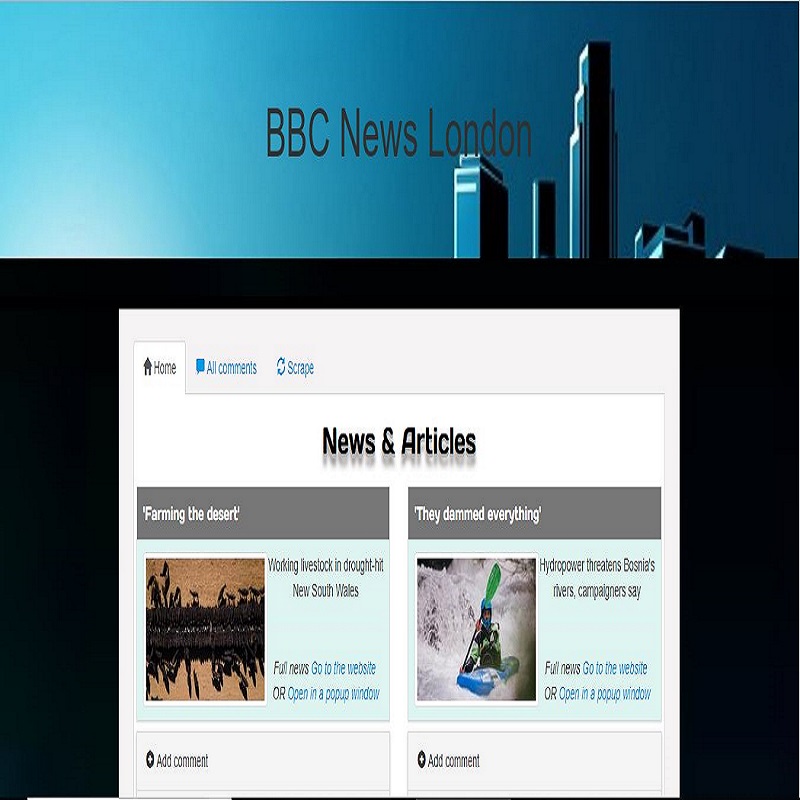 BBC News London
Home All comments Scrape
News & Articles
'Farming the desert'
Working livestock in drought-hit
New South Wales
Full news Go to the website
OR Open in a popup window
Add comment
'They dammed everything'
Hydropower threatens Bosnia's
rivers, campaigners say
Full news Go to the website
OR Open in a popup window
Add comment